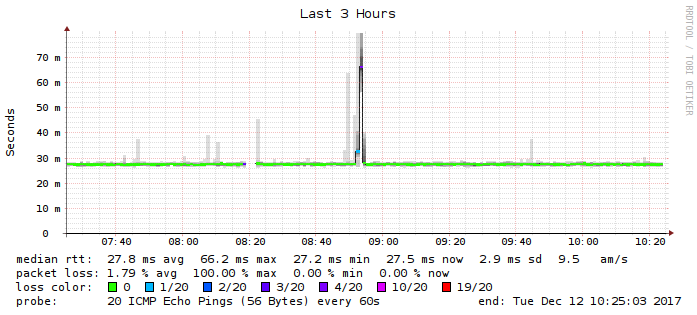 Last 3 Hours
RRDTOOL / TOBI OETIKER
Seconds
70 m
60 m
50 m
40 m
30 m
20 m
10 m
0
07:40 08:00 08:20 08:40 09:00 09:20 09:40 10:00 10:20
median rtt: 27.8 ms avg 66.2 ms max 27.2 ms min 27.5 ms now 2.9 ms sd 9.5 am/s
packet loss: 1.79 % avg 100.00 % max 0.00 % min 0.00 % now
loss color: 0 1/20 2/20 3/20 4/20 10/20 19/20
probe: 20 ICMP Echo Pings (56 Bytes) every 60s end: Tue Dec 12 10:25:03 2017